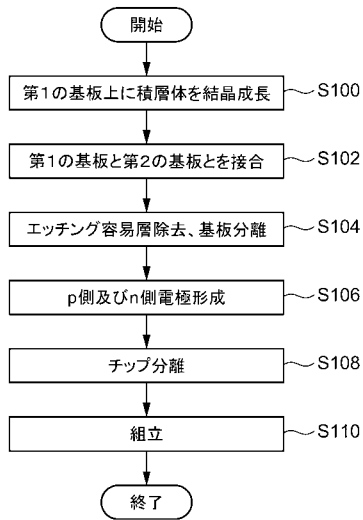 開始
第1の基板上に積層体を結晶成長 S100
第1の基板と第2の基板とを接合 S102
エッチング容易層除去、基板分離 S104
p側及びn側電極形成 S106
チップ分離 S108
組立 S110
終了